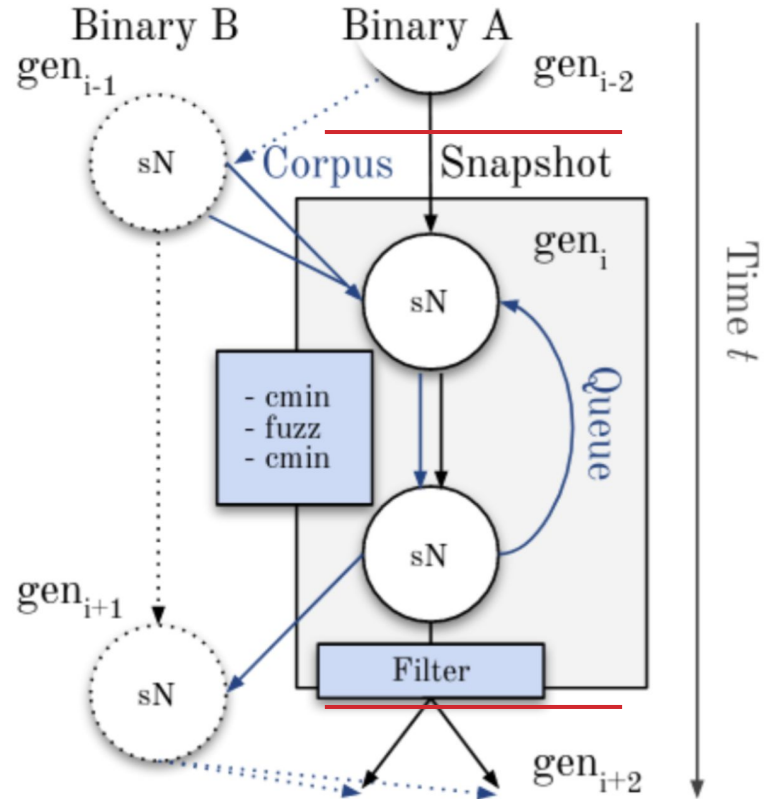 Binary B
Binary A
gen_{i-1}
gen_{i-2}
sN
Corpus
Snapshot
gen_i
sN
Time t
- cmin
- fuzz
- cmin
Queue
sN
gen_{i+1}
sN
Filter
gen_{i+2}